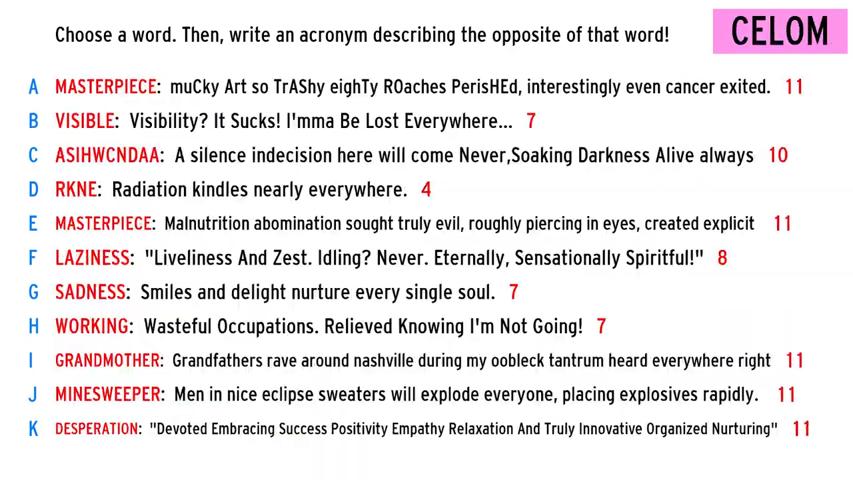 Choose a word. Then, write an acronym describing the opposite of that word!
CELOM
A MASTERPIECE: muCky Art so TrAShy eighTy ROaches PerisHEd, interestingly even cancer exited. 11
B VISIBLE: Visibility? It Sucks! I'mma Be Lost Everywhere... 7
C ASIHWCNDAA: A silence indecision here will come Never,Soaking Darkness Alive always 10
D RKNE: Radiation kindles nearly everywhere. 4
E MASTERPIECE: Malnutrition abomination sought truly evil, roughly piercing in eyes, created explicit 11
F LAZINESS: "Liveliness And Zest. Idling? Never. Eternally, Sensationally Spiritful!" 8
G SADNESS: Smiles and delight nurture every single soul. 7
H WORKING: Wasteful Occupations. Relieved Knowing I'm Not Going! 7
I GRANDMOTHER: Grandfathers rave around nashville during my oobleck tantrum heard everywhere right 11
J MINESWEEPER: Men in nice eclipse sweaters will explode everyone, placing explosives rapidly. 11
K DESPERATION: "Devoted Embracing Success Positivity Empathy Relaxation And Truly Innovative Organized Nurturing" 11